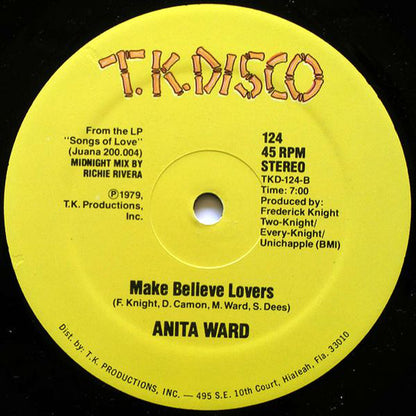 T.K.DISCO
From the LP
"Songs of Love"
(Juana 200.004)
MIDNIGHT MIX BY
RICHIE RIVERA
℗1979,
T.K. Productions,
Inc.
124
45 RPM
STEREO
TKD-124-B
Time: 7:00
Produced by:
Frederick Knight
Two-Knight/
Every-Knight/
Unichapple (BMI)
Make Believe Lovers
(F. Knight, D. Camon, M. Ward, S. Dees)
ANITA WARD
Dist. by: T.K. PRODUCTIONS, INC. — 495 S.E. 10th Court, Hialeah, Fla. 33010